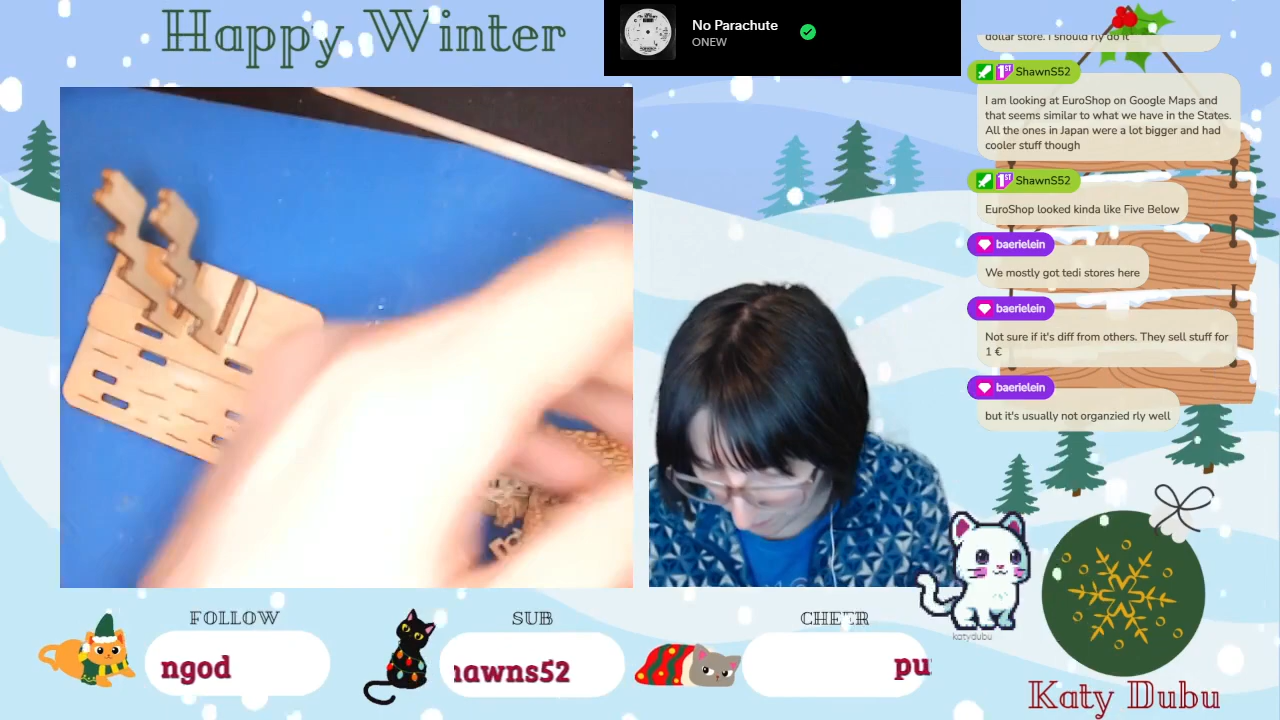 Happy Winter
No Parachute
ONEW
dollar store. I should rly do it
ShawnS52
I am looking at EuroShop on Google Maps and
that seems similar to what we have in the States.
All the ones in Japan were a lot bigger and had
cooler stuff though
ShawnS52
EuroShop looked kinda like Five Below
baerielein
We mostly got tedi stores here
baerielein
Not sure if it's diff from others. They sell stuff for
1 €
baerielein
but it's usually not organzied rly well
katydubu
FOLLOW
SUB
CHEER
ngod
hawns52
pu
Katy Dubu